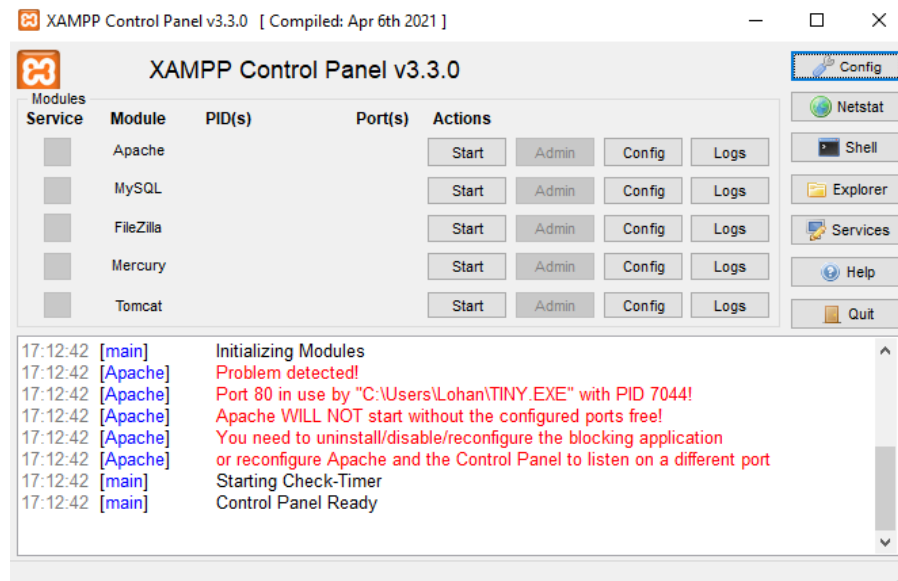 XAMPP Control Panel v3.3.0 [ Compiled: Apr 6th 2021 ]
XAMPP Control Panel v3.3.0
Config
Modules
Service Module PID(s) Port(s) Actions
Netstat
Apache Start Admin Config Logs
Shell
MySQL Start Admin Config Logs
Explorer
FileZilla Start Admin Config Logs
Services
Mercury Start Admin Config Logs
Help
Tomcat Start Admin Config Logs
Quit
17:12:42 [main] Initializing Modules
17:12:42 [Apache] Problem detected!
17:12:42 [Apache] Port 80 in use by "C:\Users\Lohan\TINY.EXE" with PID 7044!
17:12:42 [Apache] Apache WILL NOT start without the configured ports free!
17:12:42 [Apache] You need to uninstall/disable/reconfigure the blocking application
17:12:42 [Apache] or reconfigure Apache and the Control Panel to listen on a different port
17:12:42 [main] Starting Check-Timer
17:12:42 [main] Control Panel Ready